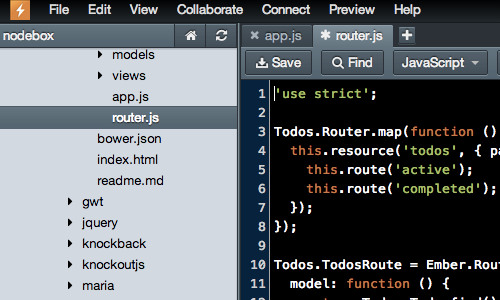 File Edit View Collaborate Connect Preview Help
nodebox
models
views
app.js
router.js
bower.json
index.html
readme.md
gwt
jquery
knockback
knockoutjs
maria
app.js router.js
Save Find JavaScript
1 'use strict';
2
3 Todos.Router.map(function ()
4 this.resource('todos', { pa
5 this.route('active');
6 this.route('completed');
7 });
8 });
9
10 Todos.TodosRoute = Ember.Rou
11 model: function () {